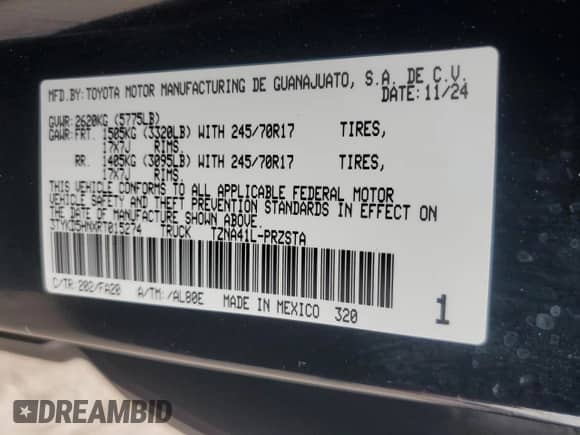 MFD.BY:TOYOTA MOTOR MANUFACTURING DE GUANAJUATO, S.A. DE C.V.
DATE:11/24
GVWR:2620KG (5775LB)
GAWR:FRT. 1505KG (3320LB) WITH 245/70R17 TIRES,
17X7J RIMS.
RR. 1405KG (3095LB) WITH 245/70R17 TIRES,
17X7J RIMS.
THIS VEHICLE CONFORMS TO ALL APPLICABLE FEDERAL MOTOR
VEHICLE SAFETY AND THEFT PREVENTION STANDARDS IN EFFECT ON
THE DATE OF MANUFACTURE SHOWN ABOVE.
3TYKD5HNXRT015274 TRUCK TZNA41L-PRZSTA
C/TR:202/FA20 A/TM:/AL80E MADE IN MEXICO 320 1
DREAMBID